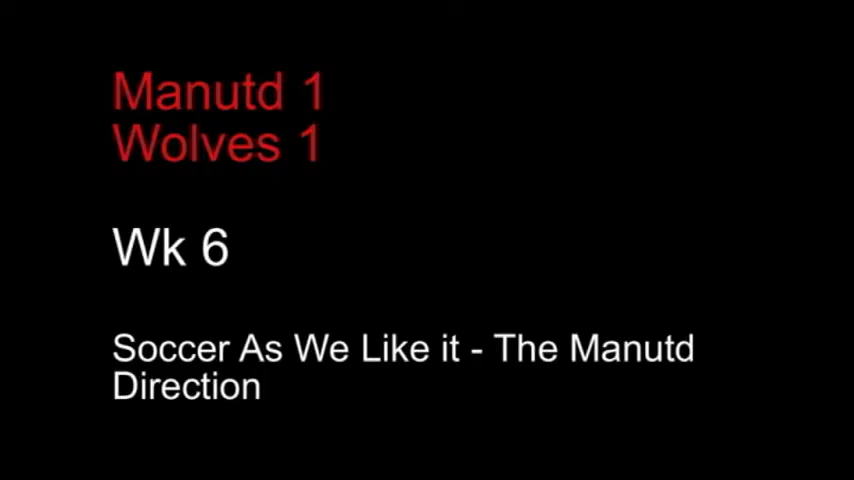 Manutd 1
Wolves 1
Wk 6
Soccer As We Like it - The Manutd
Direction